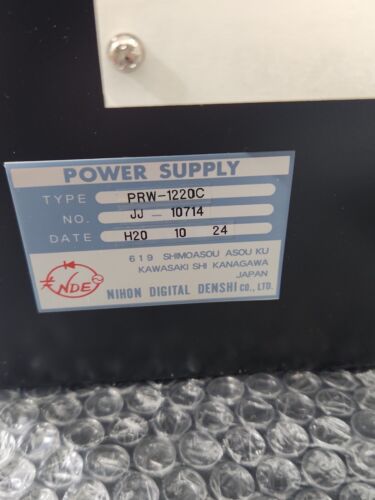 POWER SUPPLY
TYPE PRW-1220C
NO. JJ - 10714
DATE H20 10 24
619 SHIMOASOU ASOU KU
KAWASAKI SHI KANAGAWA
JAPAN
NDE NIHON DIGITAL DENSHI CO., LTD.